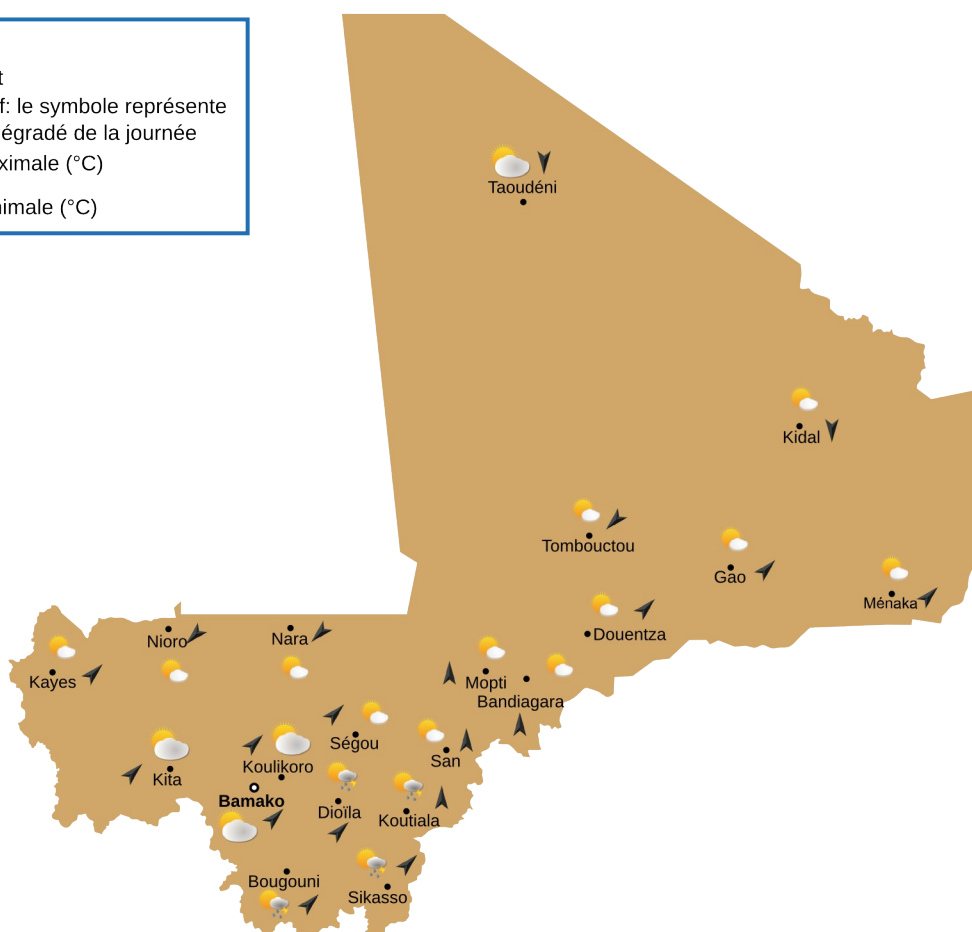 t
f: le symbole représente
égradé de la journée
ximale (°C)
nimale (°C)
Taoudéni
Kidal
Tombouctou
Gao
Ménaka
Douentza
Nioro
Nara
Kayes
Mopti
Bandiagara
Ségou
San
Koulikoro
Kita
Bamako
Dioïla
Koutiala
Bougouni
Sikasso